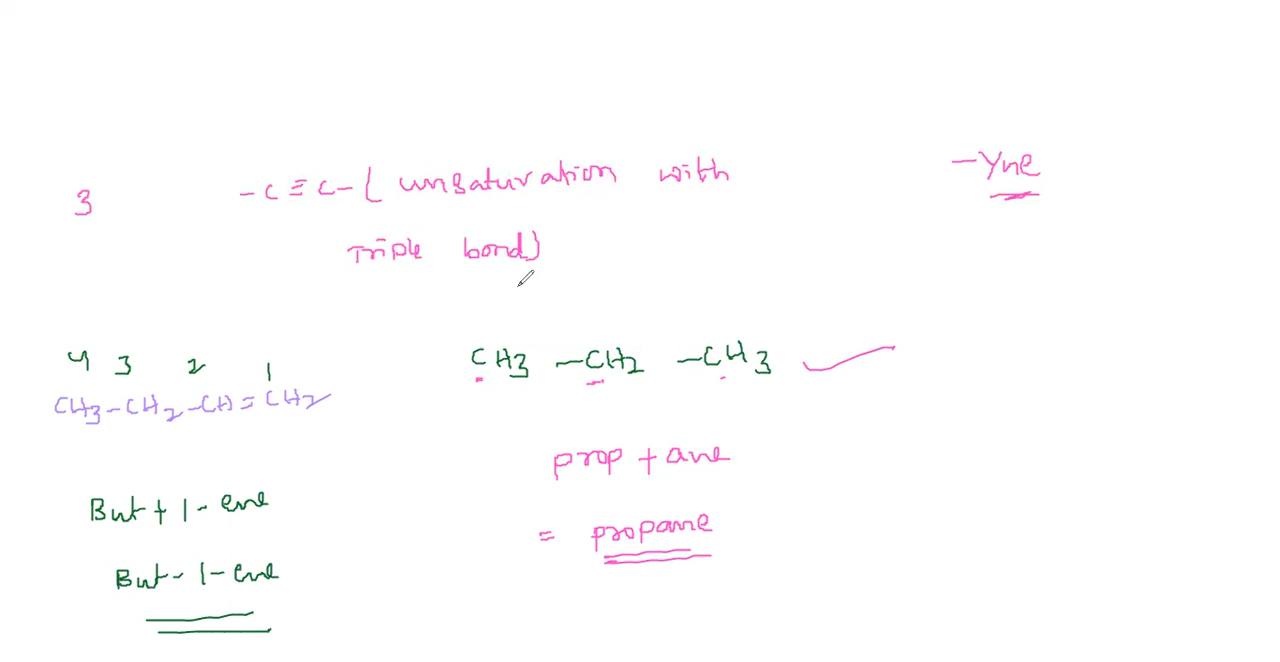 3 -C≡C-( unsaturation with -Yne
Triple bond)
4 3 2 1
CH3-CH2-CH=CH2
CH3 -CH2 -CH3
But + 1-ene
But-1-ene
prop + ane
= propane